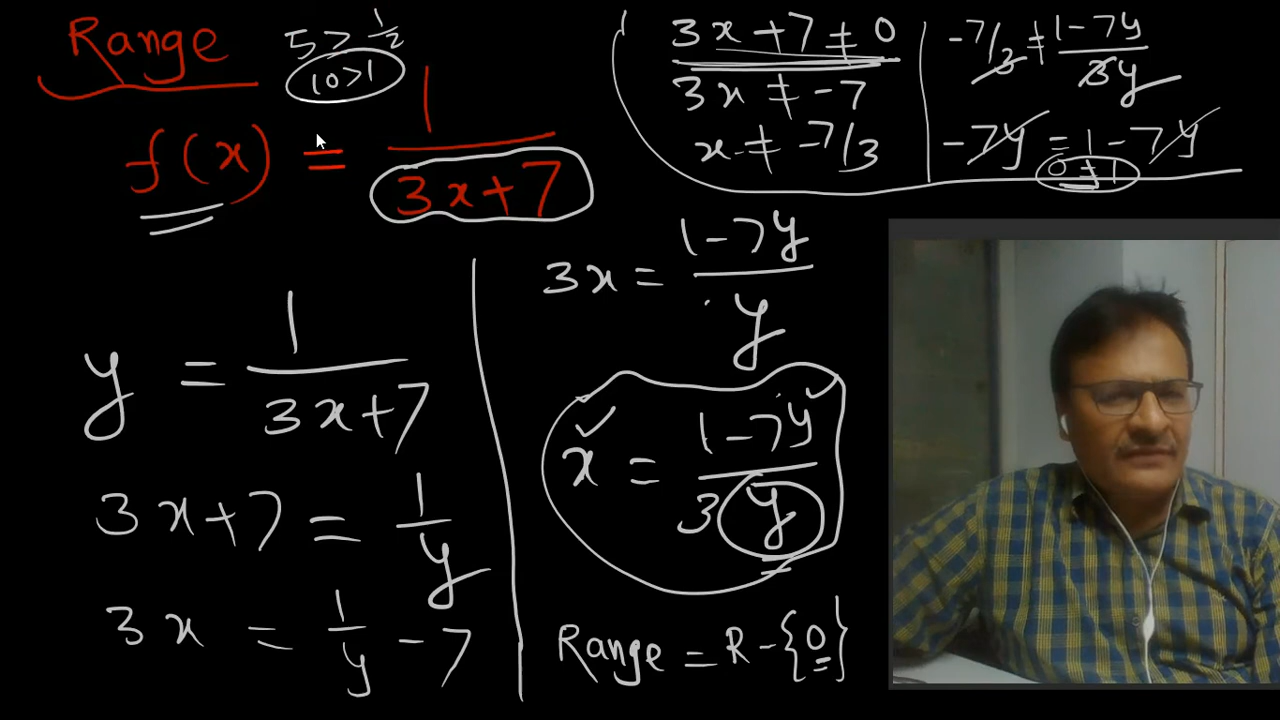 Range
5 > 1/2
10 > 1
f(x) = 1/(3x+7)
y = 1/(3x+7)
3x+7 = 1/y
3x = 1/y - 7
3x = (1-7y)/y
x = (1-7y)/(3y)
Range = R - {0}
3x + 7 ≠ 0
3x ≠ -7
x ≠ -7/3
-7/3 ≠ (1-7y)/(3y)
-7y = 1 - 7y
0 ≠ 1